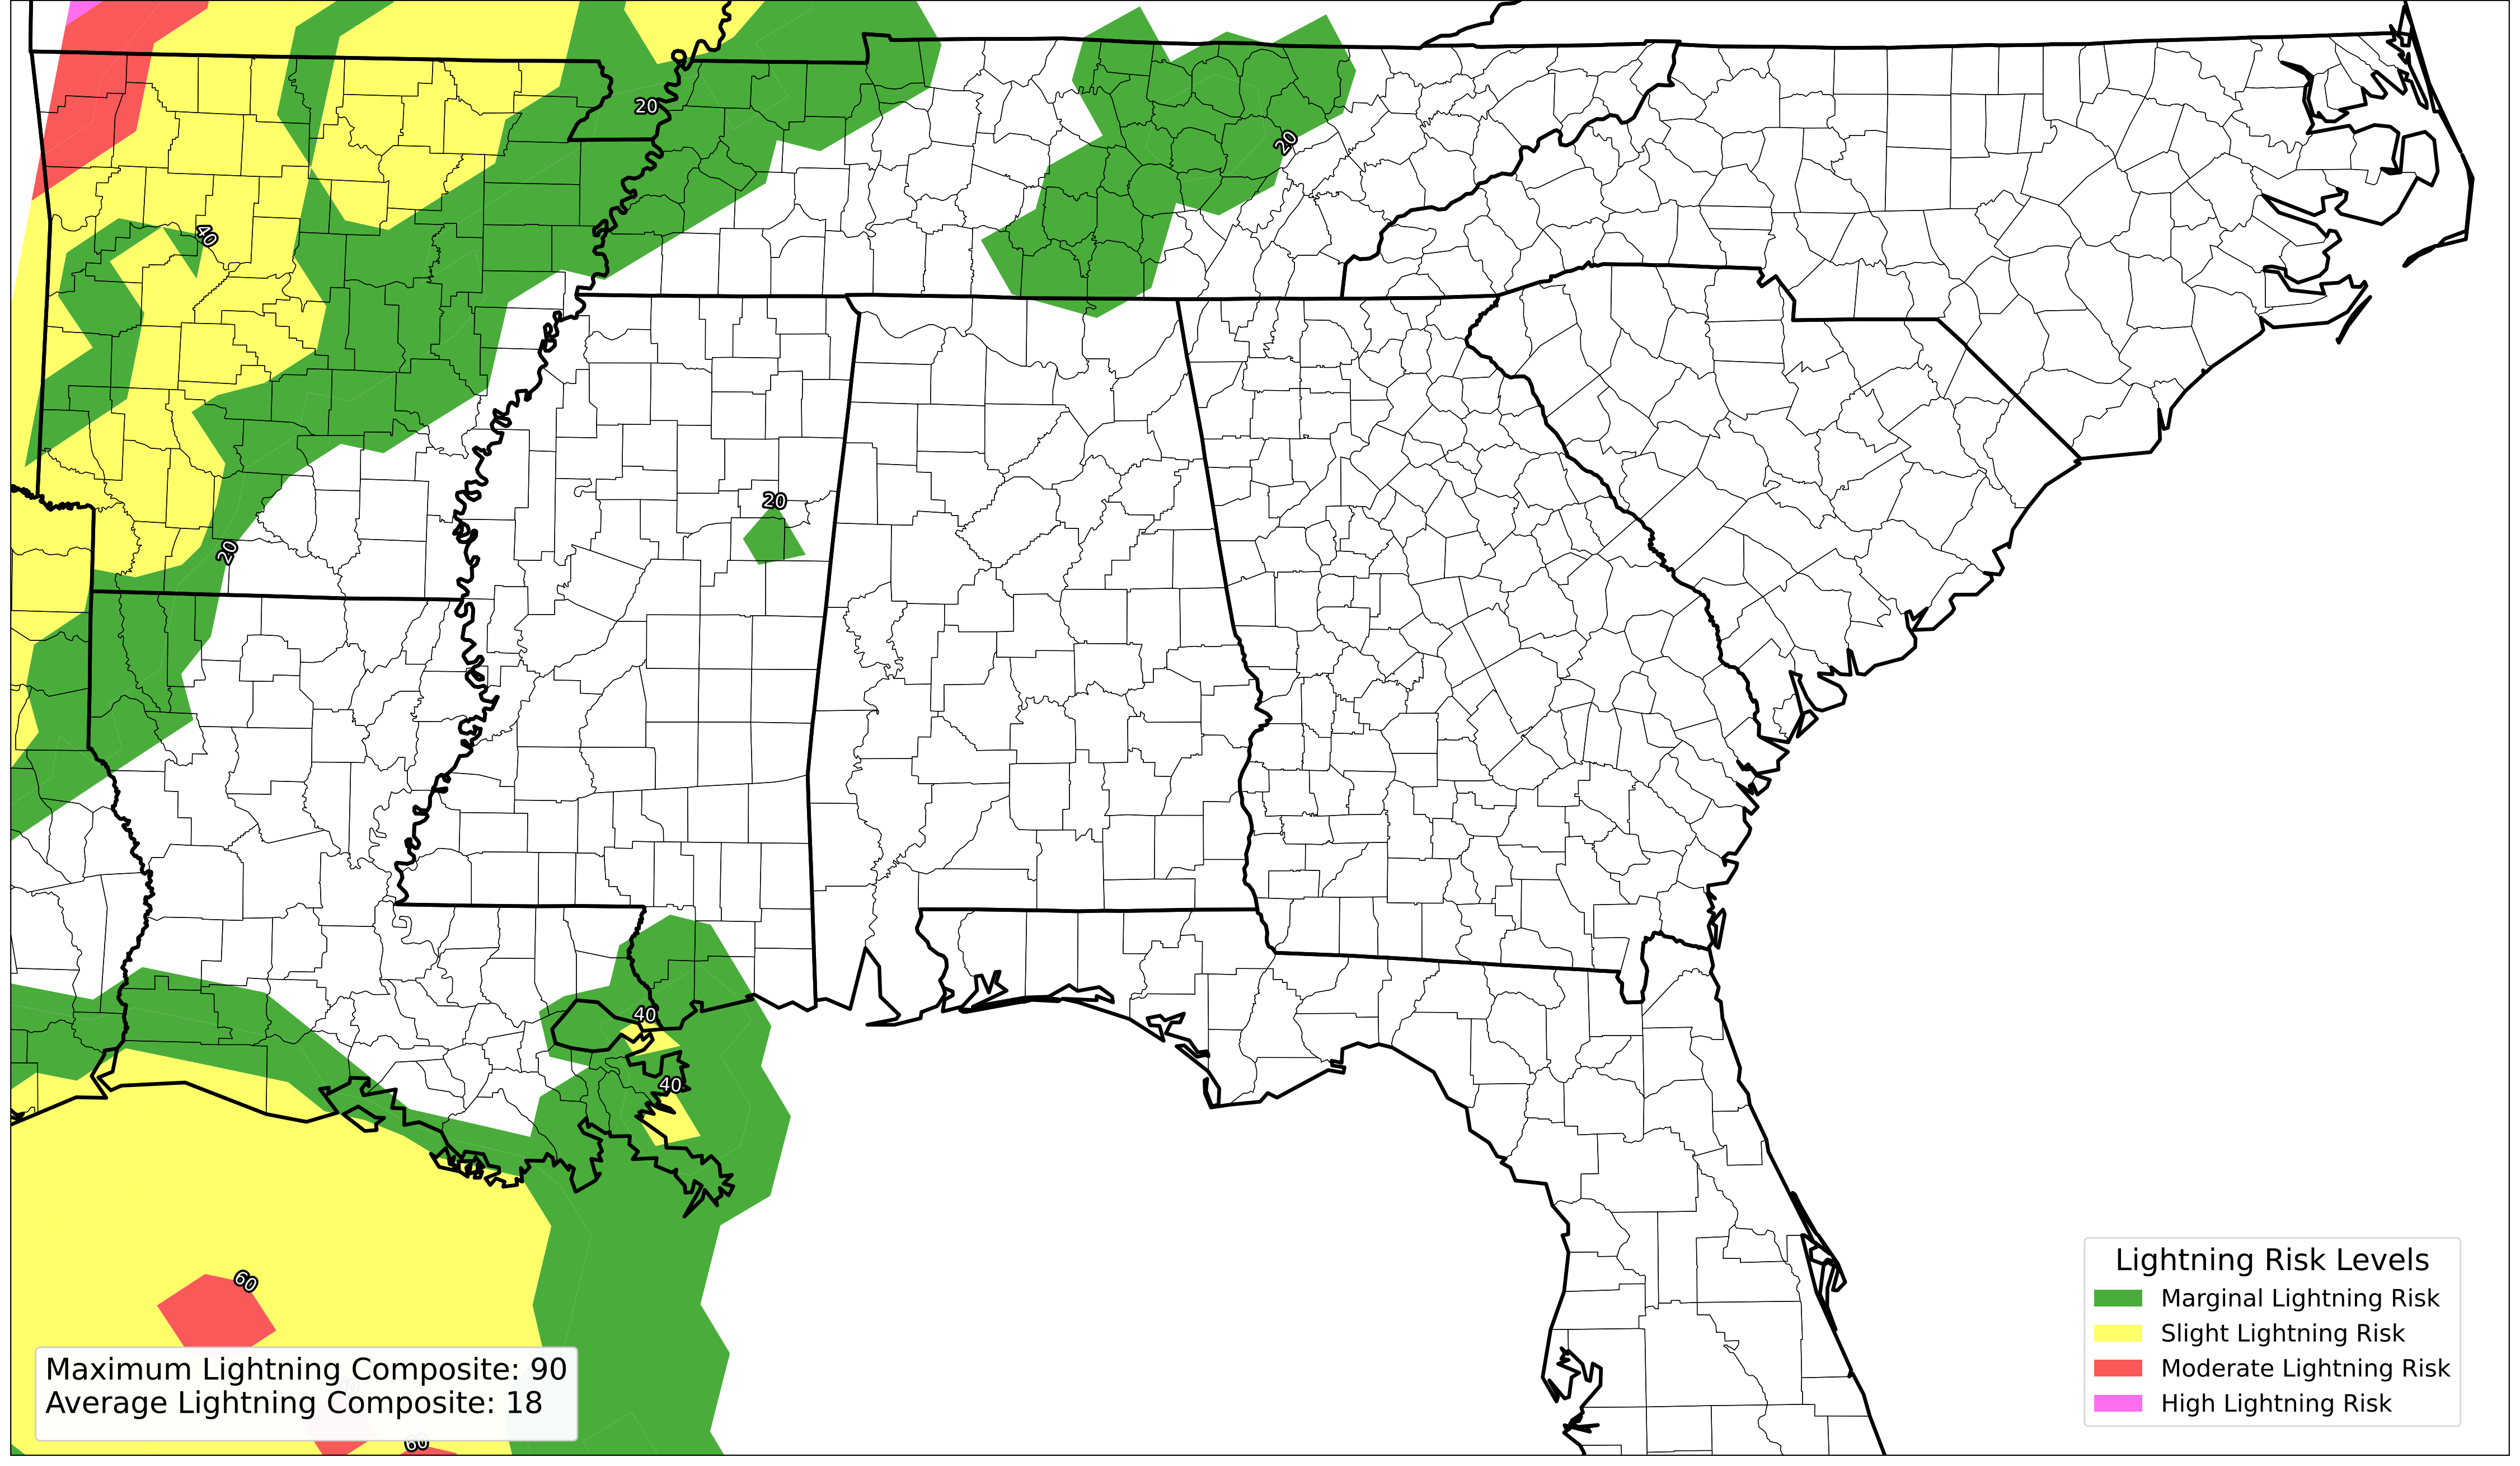 20
20
40
20
20
40
40
60
60
Maximum Lightning Composite: 90
Average Lightning Composite: 18
Lightning Risk Levels
Marginal Lightning Risk
Slight Lightning Risk
Moderate Lightning Risk
High Lightning Risk